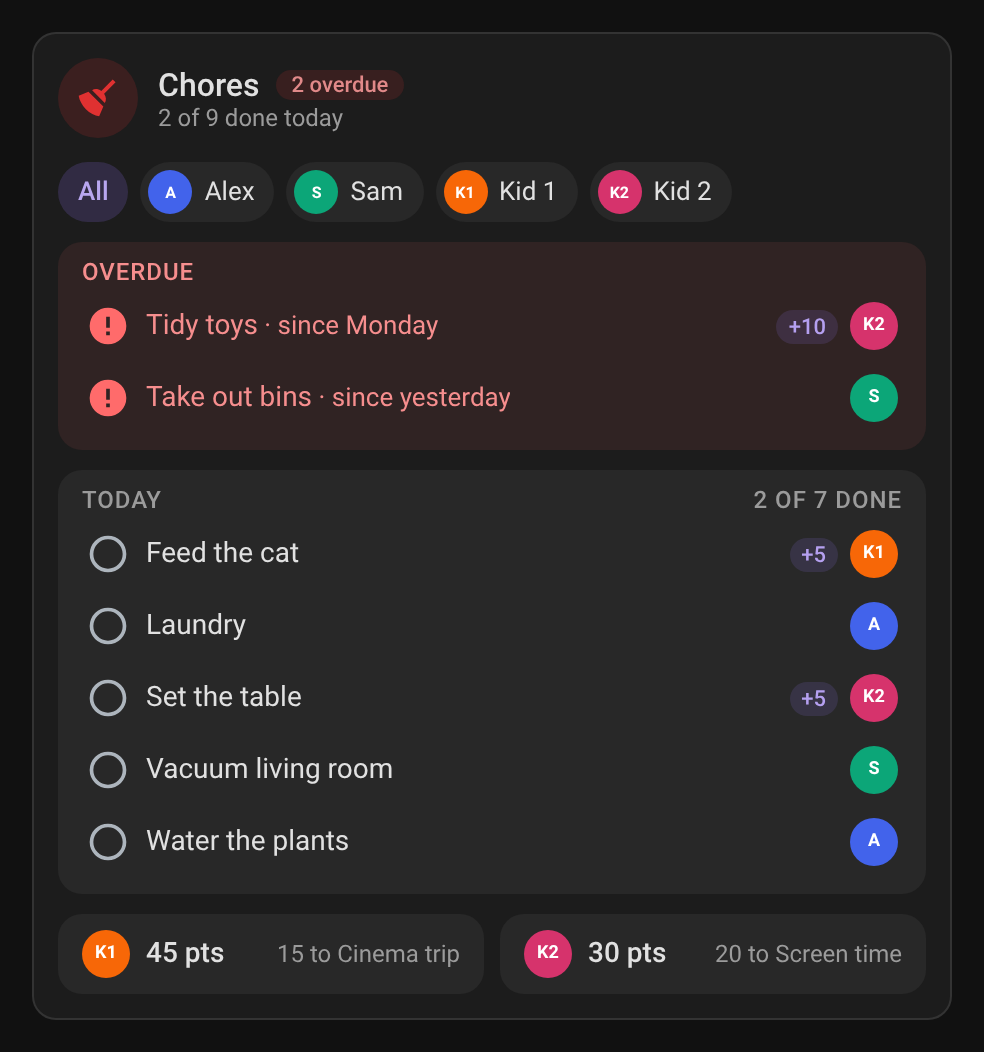 Chores 2 overdue
2 of 9 done today
All A Alex S Sam K1 Kid 1 K2 Kid 2
OVERDUE
Tidy toys · since Monday +10 K2
Take out bins · since yesterday S
TODAY 2 OF 7 DONE
Feed the cat +5 K1
Laundry A
Set the table +5 K2
Vacuum living room S
Water the plants A
K1 45 pts 15 to Cinema trip K2 30 pts 20 to Screen time